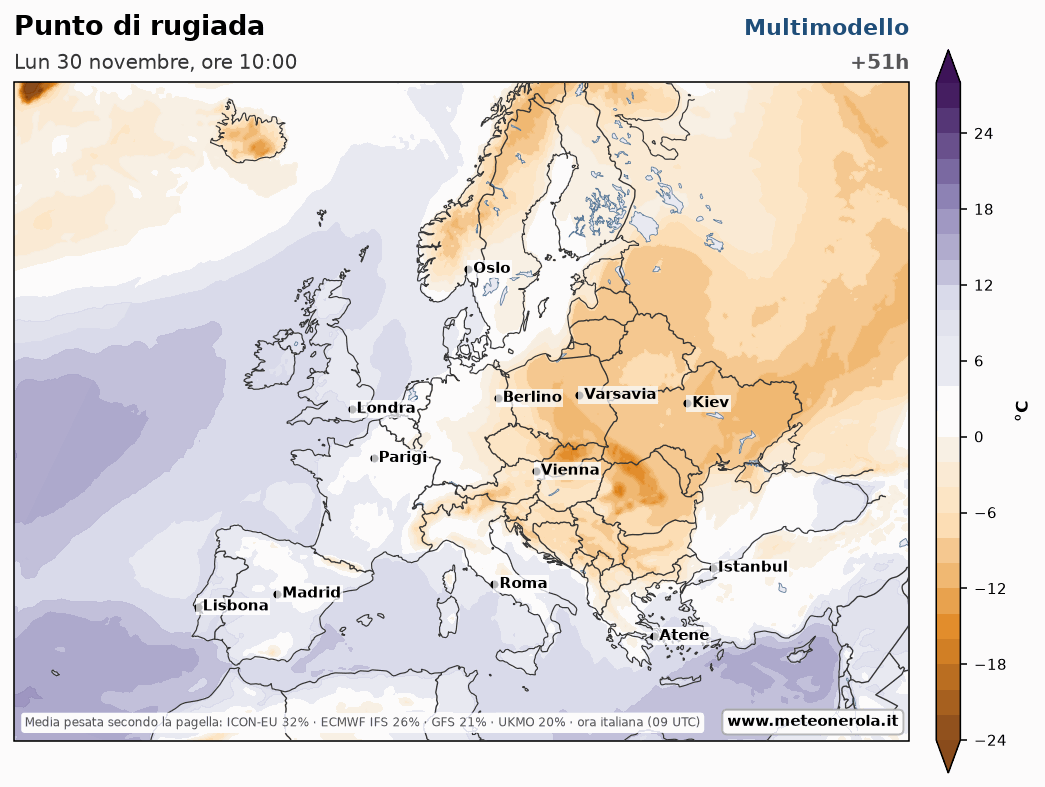 Punto di rugiada
Multimodello
Lun 30 novembre, ore 10:00
+51h
24
18
12
6
0
−6
−12
−18
−24
°C
Oslo
Berlino
Varsavia
Kiev
Londra
Parigi
Vienna
Istanbul
Roma
Madrid
Lisbona
Atene
Media pesata secondo la pagella: ICON-EU 32% · ECMWF IFS 26% · GFS 21% · UKMO 20% · ora italiana (09 UTC)
www.meteonerola.it